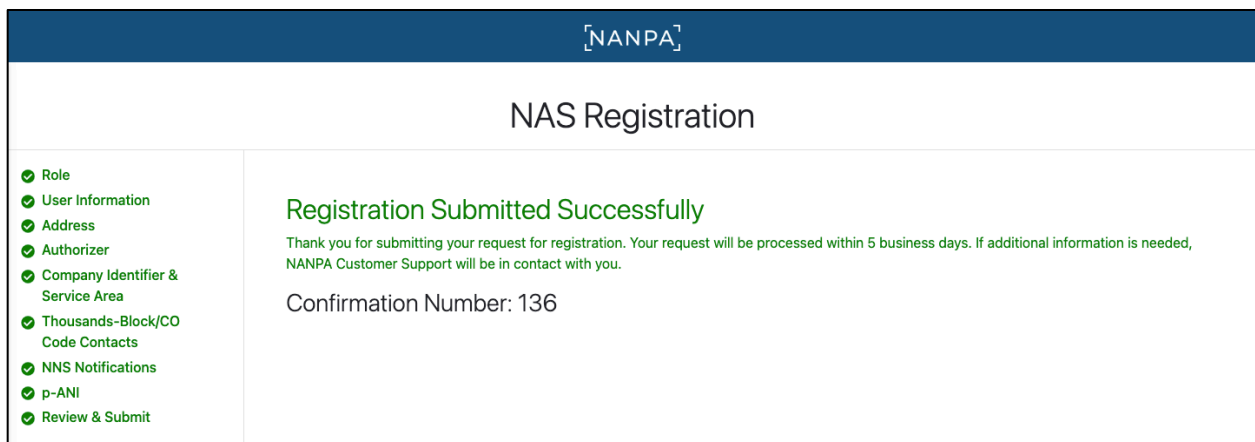 NANPA
NAS Registration
Role
User Information
Address
Authorizer
Company Identifier &
Service Area
Thousands-Block/CO
Code Contacts
NNS Notifications
p-ANI
Review & Submit
Registration Submitted Successfully
Thank you for submitting your request for registration. Your request will be processed within 5 business days. If additional information is needed,
NANPA Customer Support will be in contact with you.
Confirmation Number: 136